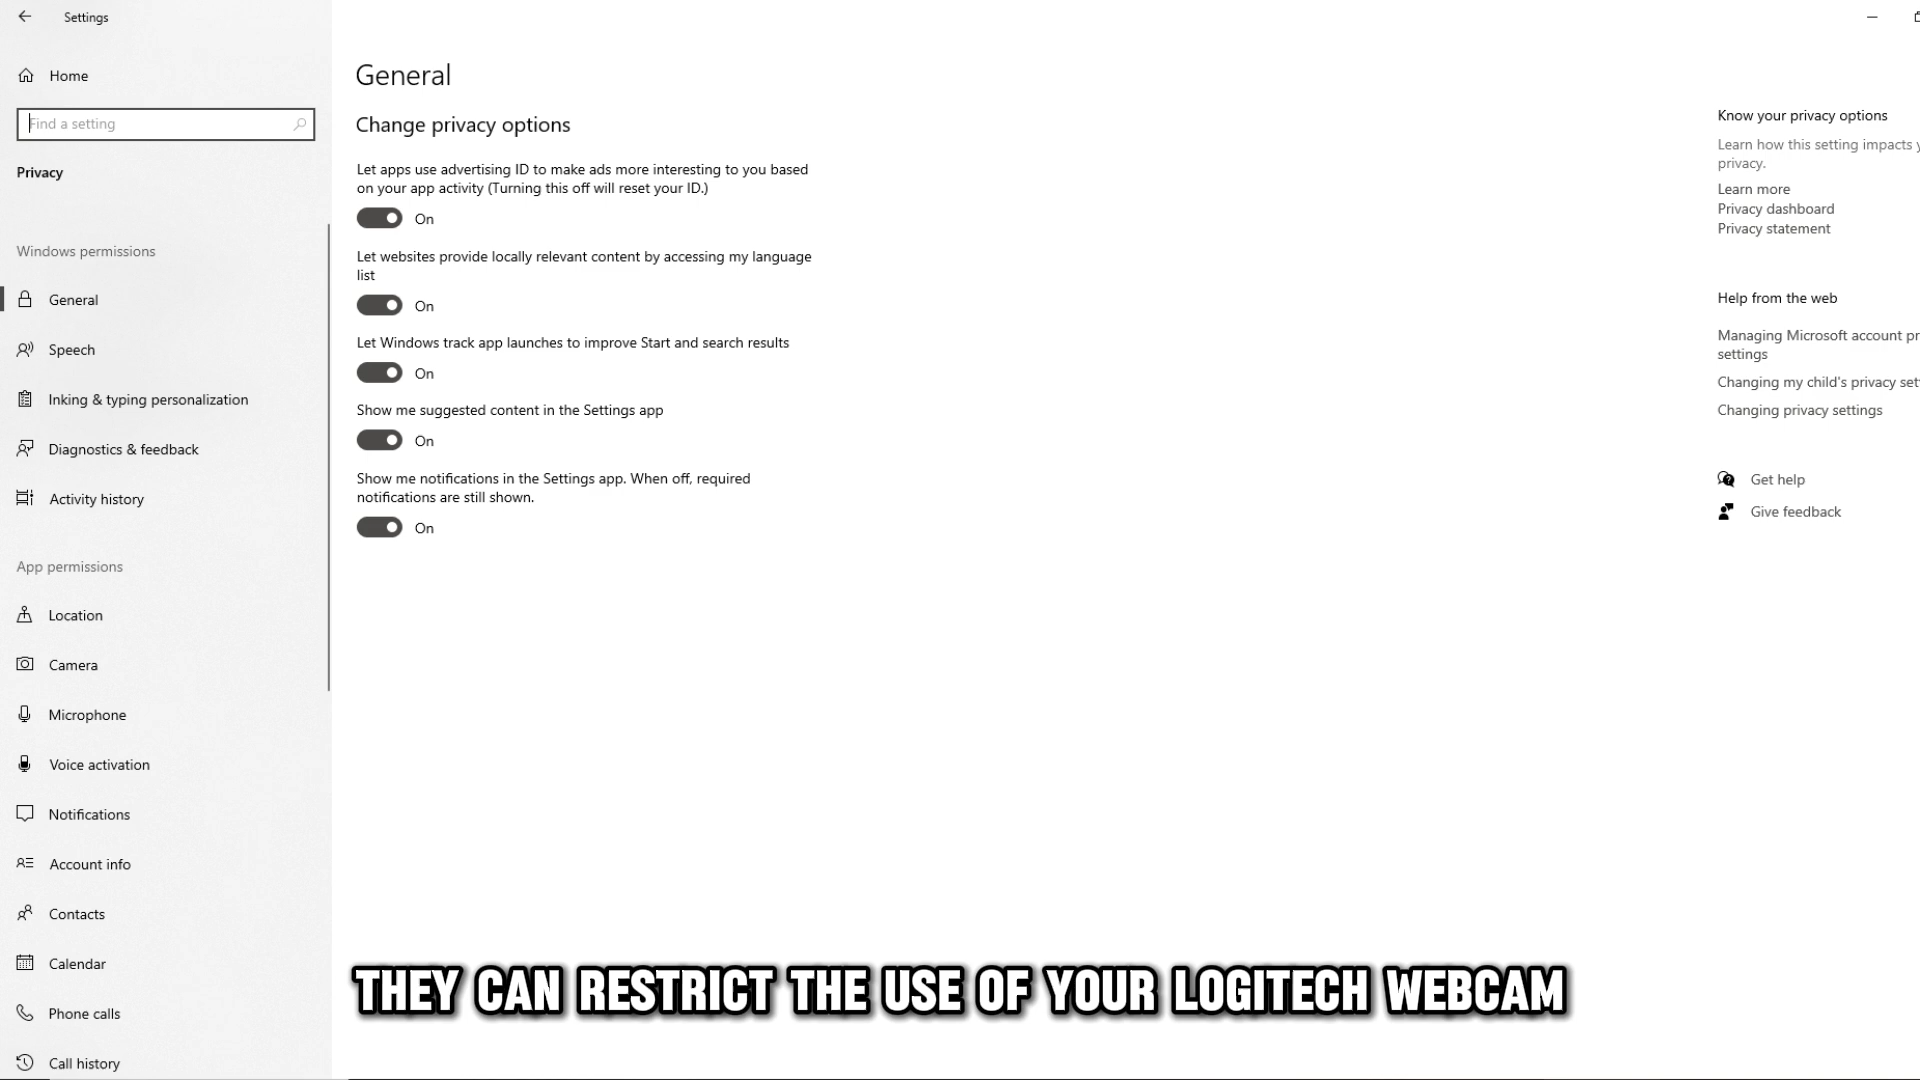 Settings
Home
Find a setting
Privacy
Windows permissions
General
Speech
Inking & typing personalization
Diagnostics & feedback
Activity history
App permissions
Location
Camera
Microphone
Voice activation
Notifications
Account info
Contacts
Calendar
Phone calls
Call history
General
Change privacy options
Let apps use advertising ID to make ads more interesting to you based
on your app activity (Turning this off will reset your ID.)
On
Let websites provide locally relevant content by accessing my language
list
On
Let Windows track app launches to improve Start and search results
On
Show me suggested content in the Settings app
On
Show me notifications in the Settings app. When off, required
notifications are still shown.
On
Know your privacy options
Learn how this setting impacts
privacy.
Learn more
Privacy dashboard
Privacy statement
Help from the web
Managing Microsoft account
settings
Changing my child's privacy
Changing privacy settings
Get help
Give feedback
THEY CAN RESTRICT THE USE OF YOUR LOGITECH WEBCAM